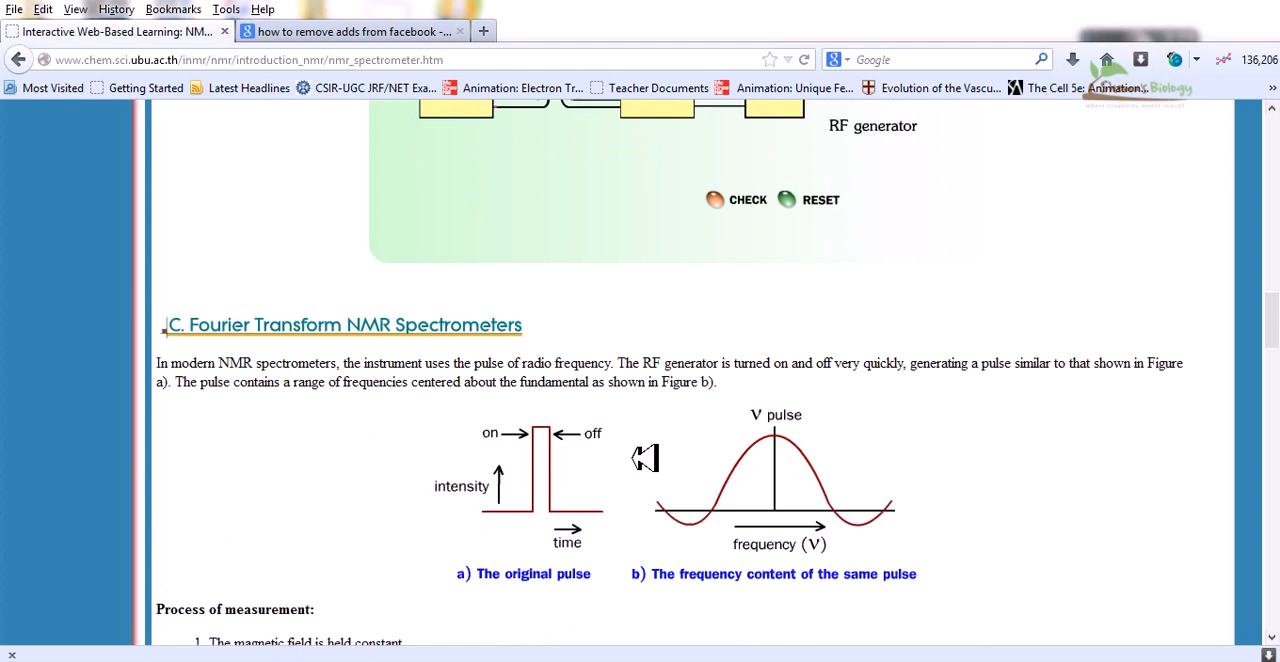 File Edit View History Bookmarks Tools Help
Interactive Web-Based Learning: NM... × how to remove adds from facebook -... × +
www.chem.sci.ubu.ac.th/inmr/nmr/introduction_nmr/nmr_spectrometer.htm Google 136,206
Most Visited Getting Started Latest Headlines CSIR-UGC JRF/NET Exa... Animation: Electron Tr... Teacher Documents Animation: Unique Fe... Evolution of the Vascu... The Cell 5e: Animation... »
Biology
RF generator
CHECK RESET
C. Fourier Transform NMR Spectrometers
In modern NMR spectrometers, the instrument uses the pulse of radio frequency. The RF generator is turned on and off very quickly, generating a pulse similar to that shown in Figure
a). The pulse contains a range of frequencies centered about the fundamental as shown in Figure b).
ν pulse
on off
intensity
time
frequency (ν)
a) The original pulse b) The frequency content of the same pulse
Process of measurement:
1. The magnetic field is held constant